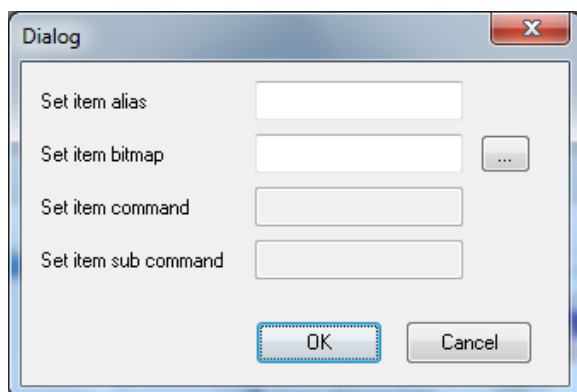 Dialog
Set item alias
Set item bitmap
...
Set item command
Set item sub command
OK Cancel